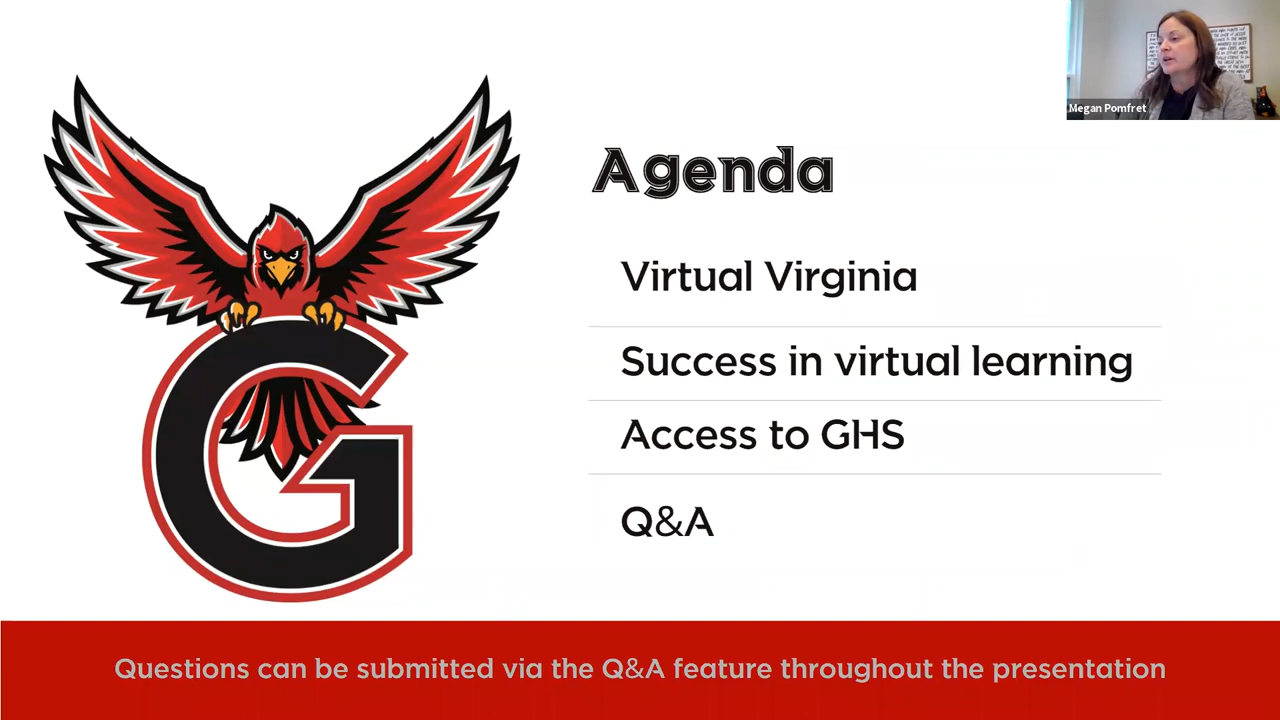 Megan Pomfret
Agenda
Virtual Virginia
Success in virtual learning
Access to GHS
Q&A
G
Questions can be submitted via the Q&A feature throughout the presentation